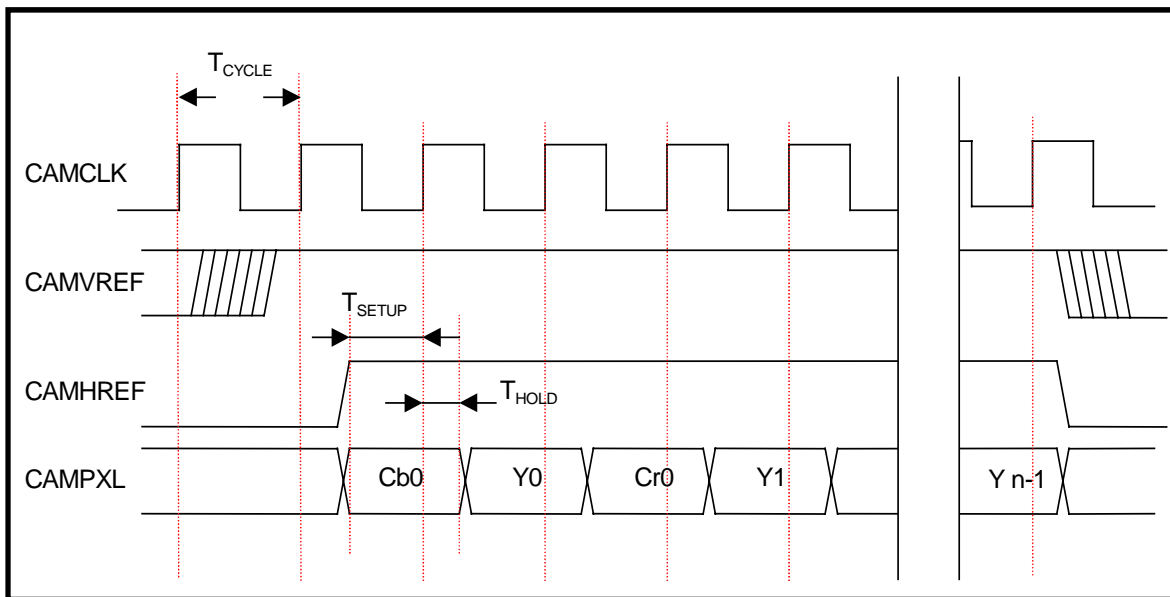 TCYCLE
CAMCLK
CAMVREF
TSETUP
CAMHREF
THOLD
CAMPXL
Cb0
Y0
Cr0
Y1
Y n-1